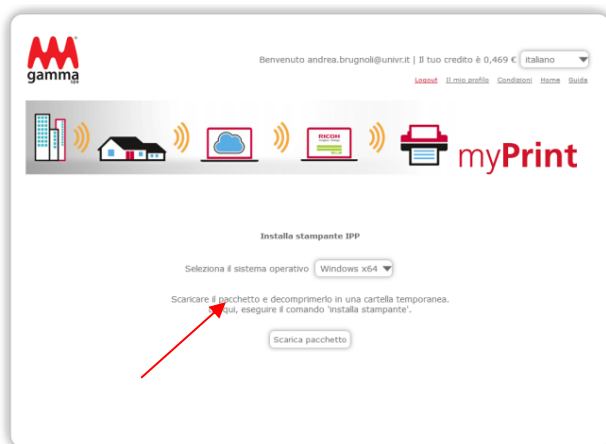 gamma
spa
Benvenuto andrea.brugnoli@univr.it | Il tuo credito è 0,469 € italiano
Logout Il mio profilo Condizioni Home Guida
RICOH
myPrint
Installa stampante IPP
Seleziona il sistema operativo Windows x64
Scaricare il pacchetto e decomprimerlo in una cartella temporanea.
qui, eseguire il comando 'installa stampante'.
Scarica pacchetto